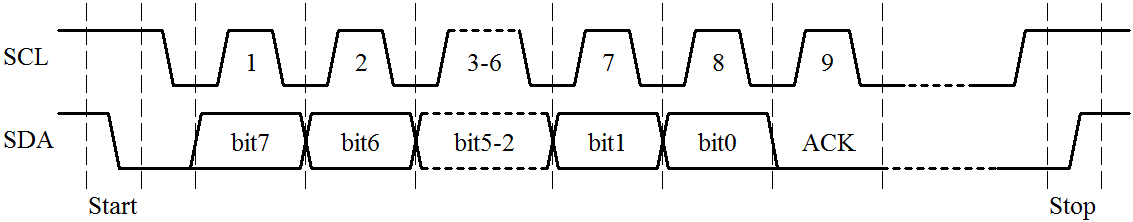 SCL 1 2 3-6 7 8 9
SDA bit7 bit6 bit5-2 bit1 bit0 ACK
Start Stop